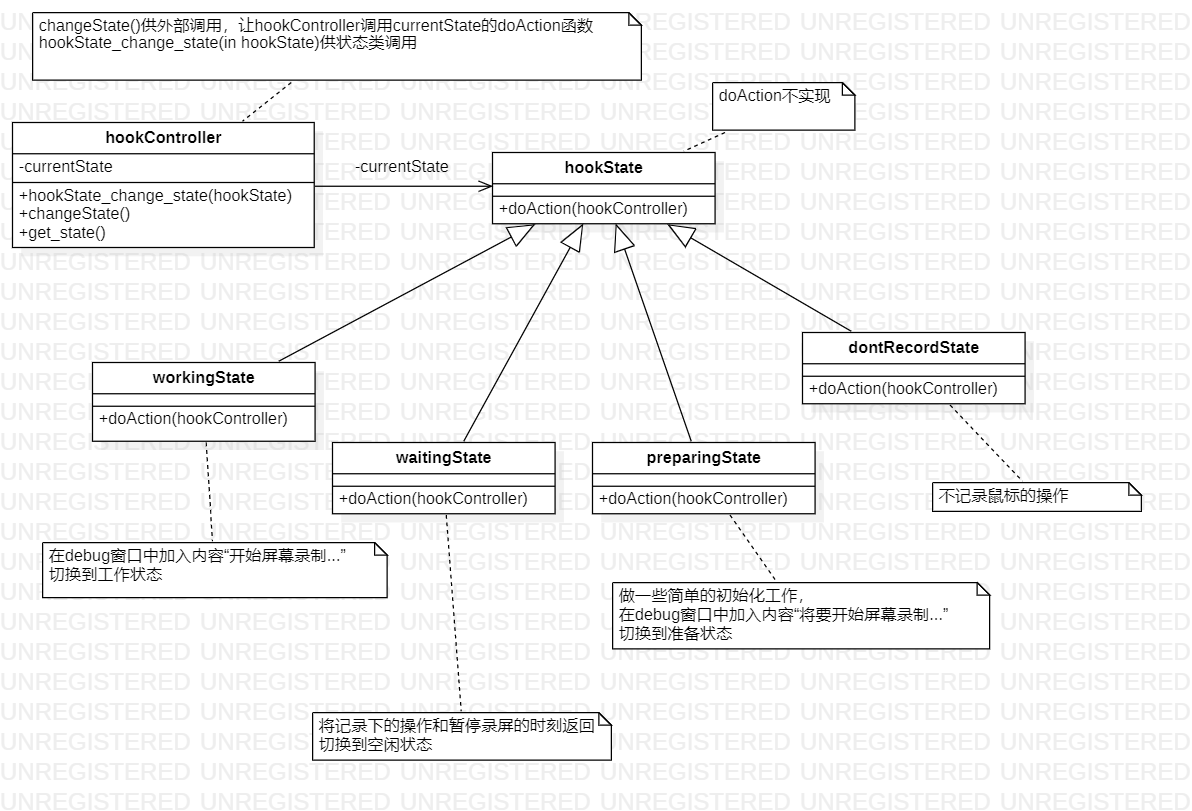 changeState()供外部调用，让hookController调用currentState的doAction函数
hookState_change_state(in hookState)供状态类调用
doAction不实现
hookController
-currentState
+hookState_change_state(hookState)
+changeState()
+get_state()
-currentState
hookState
+doAction(hookController)
workingState
+doAction(hookController)
waitingState
+doAction(hookController)
preparingState
+doAction(hookController)
dontRecordState
+doAction(hookController)
不记录鼠标的操作
在debug窗口中加入内容“开始屏幕录制...”
切换到工作状态
做一些简单的初始化工作，
在debug窗口中加入内容“将要开始屏幕录制...”
切换到准备状态
将记录下的操作和暂停录屏的时刻返回
切换到空闲状态
UNREGISTERED